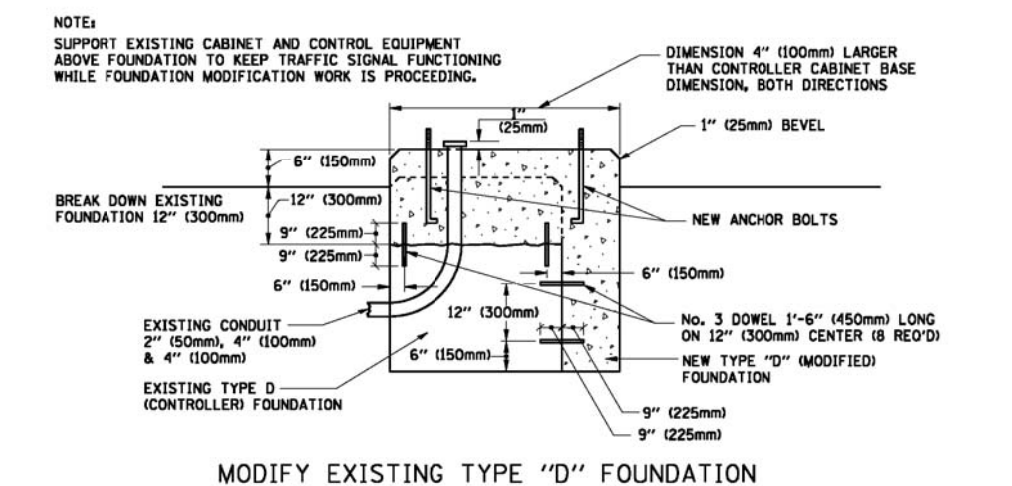 NOTE:
SUPPORT EXISTING CABINET AND CONTROL EQUIPMENT
ABOVE FOUNDATION TO KEEP TRAFFIC SIGNAL FUNCTIONING
WHILE FOUNDATION MODIFICATION WORK IS PROCEEDING.
DIMENSION 4" (100mm) LARGER
THAN CONTROLLER CABINET BASE
DIMENSION, BOTH DIRECTIONS
1"
(25mm)
1" (25mm) BEVEL
6" (150mm)
BREAK DOWN EXISTING
FOUNDATION 12" (300mm)
12" (300mm)
NEW ANCHOR BOLTS
9" (225mm)
9" (225mm)
6" (150mm)
6" (150mm)
12" (300mm)
EXISTING CONDUIT
2" (50mm), 4" (100mm)
& 4" (100mm)
No. 3 DOWEL 1'-6" (450mm) LONG
ON 12" (300mm) CENTER (8 REQ'D)
6" (150mm)
NEW TYPE "D" (MODIFIED)
FOUNDATION
EXISTING TYPE D
(CONTROLLER) FOUNDATION
9" (225mm)
9" (225mm)
MODIFY EXISTING TYPE "D" FOUNDATION